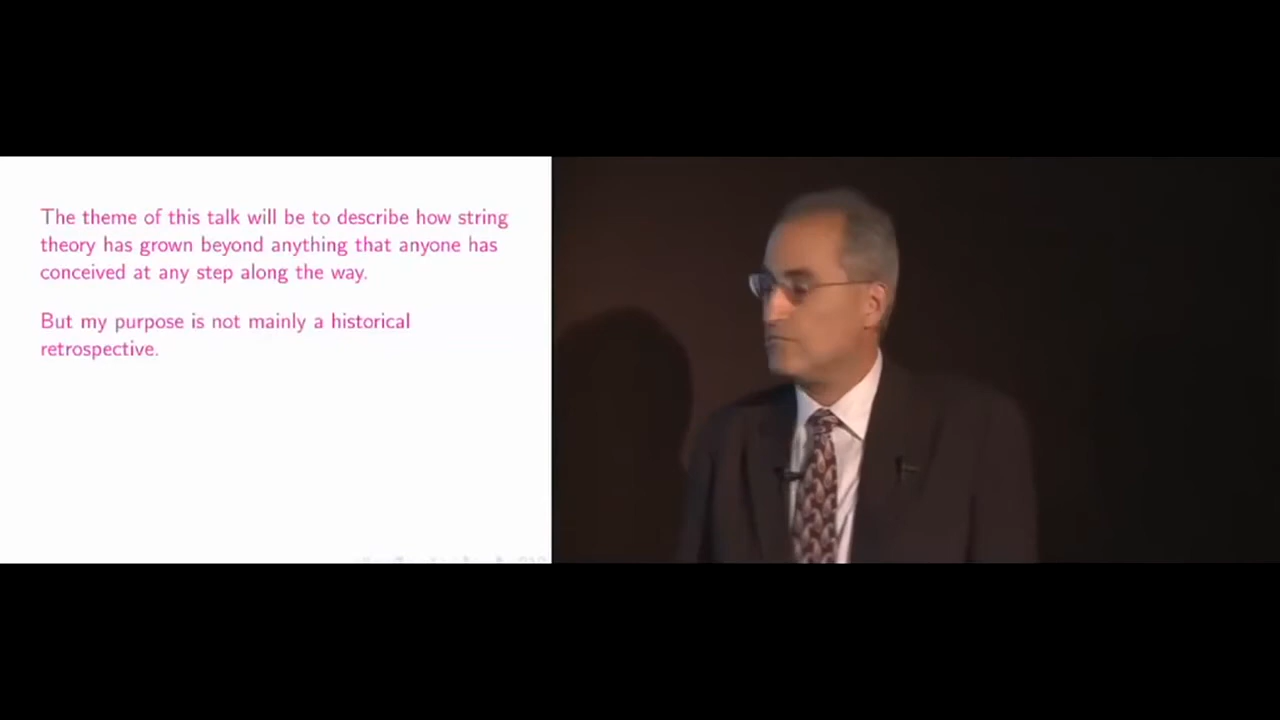 The theme of this talk will be to describe how string
theory has grown beyond anything that anyone has
conceived at any step along the way.
But my purpose is not mainly a historical
retrospective.